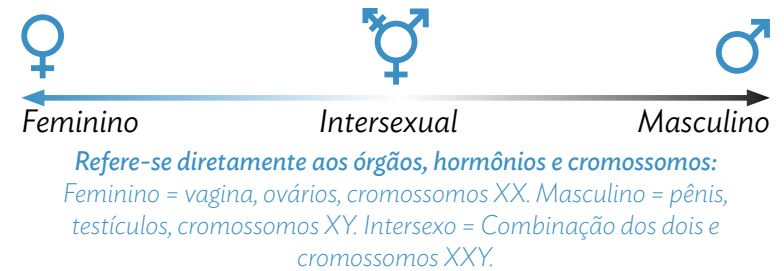 Feminino Intersexual Masculino
Refere-se diretamente aos órgãos, hormônios e cromossomos:
Feminino = vagina, ovários, cromossomos XX. Masculino = pênis,
testículos, cromossomos XY. Intersexo = Combinação dos dois e
cromossomos XXY.